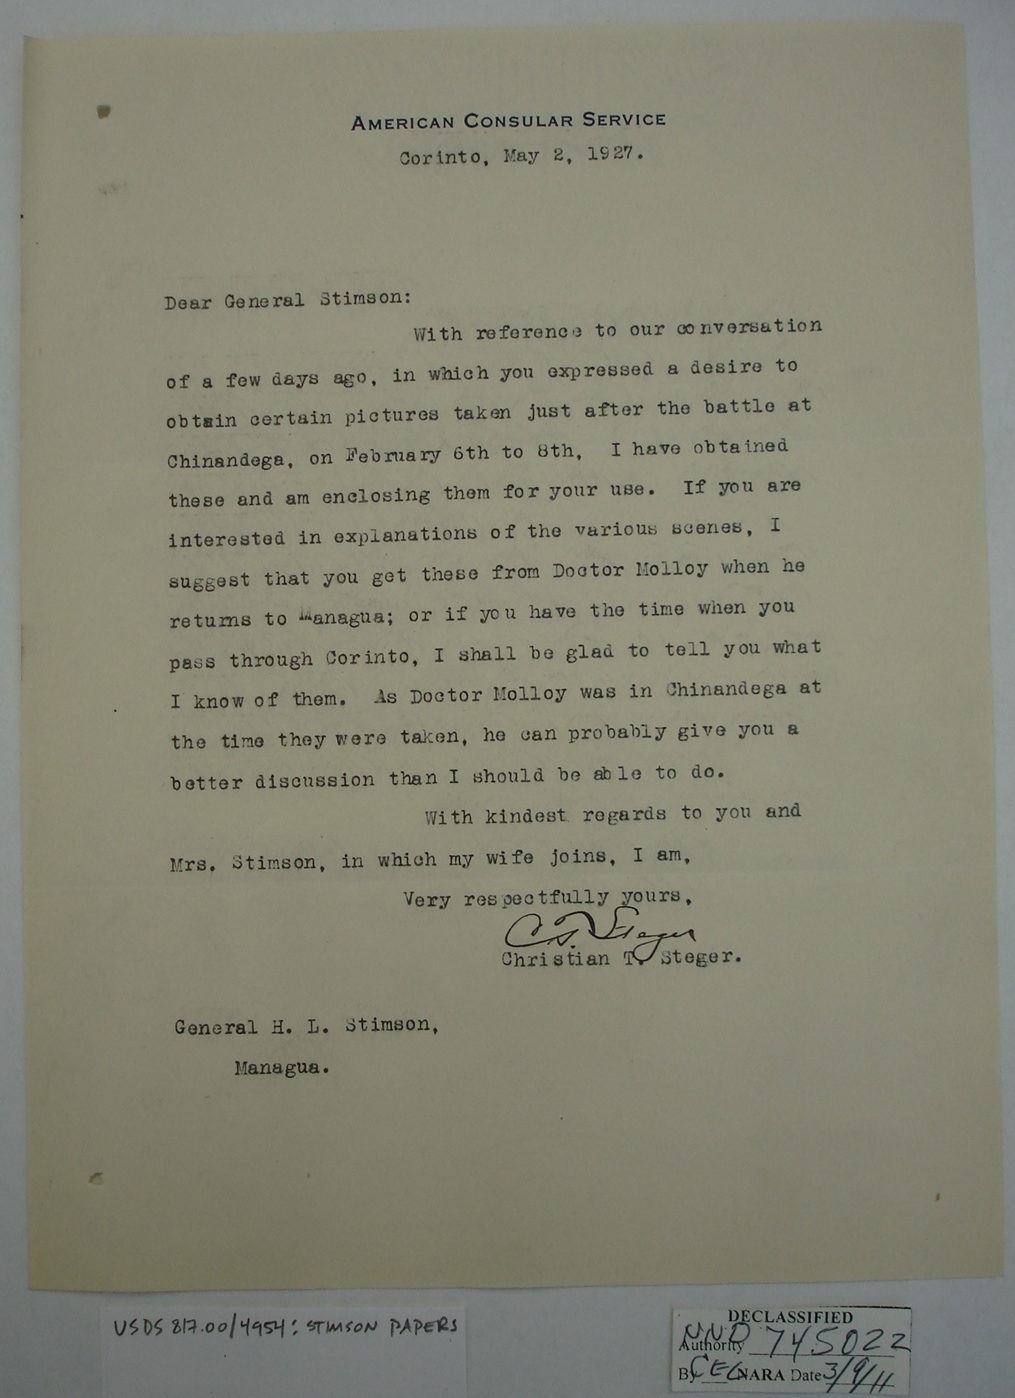 AMERICAN CONSULAR SERVICE
Corinto, May 2, 1927.
Dear General Stimson:
With reference to our conversation
of a few days ago, in which you expressed a desire to
obtain certain pictures taken just after the battle at
Chinandega, on February 6th to 8th, I have obtained
these and am enclosing them for your use. If you are
interested in explanations of the various scenes, I
suggest that you get these from Doctor Molloy when he
returns to Managua; or if you have the time when you
pass through Corinto, I shall be glad to tell you what
I know of them. As Doctor Molloy was in Chinandega at
the time they were taken, he can probably give you a
better discussion than I should be able to do.
With kindest regards to you and
Mrs. Stimson, in which my wife joins, I am,
Very respectfully yours,
C T. Steger
Christian T. Steger.
General H. L. Stimson,
Managua.
USDS 817.00/4954: STIMSON PAPERS
DECLASSIFIED
Authority NND 745022
By CEC NARA Date 3/9/11